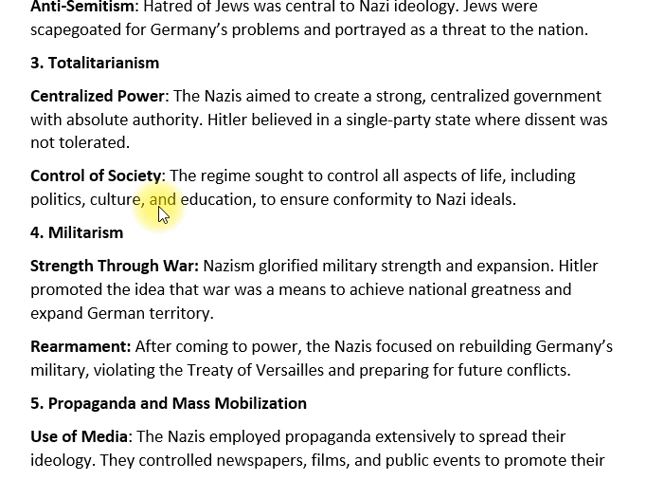 Anti-Semitism: Hatred of Jews was central to Nazi ideology. Jews were
scapegoated for Germany’s problems and portrayed as a threat to the nation.
3. Totalitarianism
Centralized Power: The Nazis aimed to create a strong, centralized government
with absolute authority. Hitler believed in a single-party state where dissent was
not tolerated.
Control of Society: The regime sought to control all aspects of life, including
politics, culture, and education, to ensure conformity to Nazi ideals.
4. Militarism
Strength Through War: Nazism glorified military strength and expansion. Hitler
promoted the idea that war was a means to achieve national greatness and
expand German territory.
Rearmament: After coming to power, the Nazis focused on rebuilding Germany’s
military, violating the Treaty of Versailles and preparing for future conflicts.
5. Propaganda and Mass Mobilization
Use of Media: The Nazis employed propaganda extensively to spread their
ideology. They controlled newspapers, films, and public events to promote their